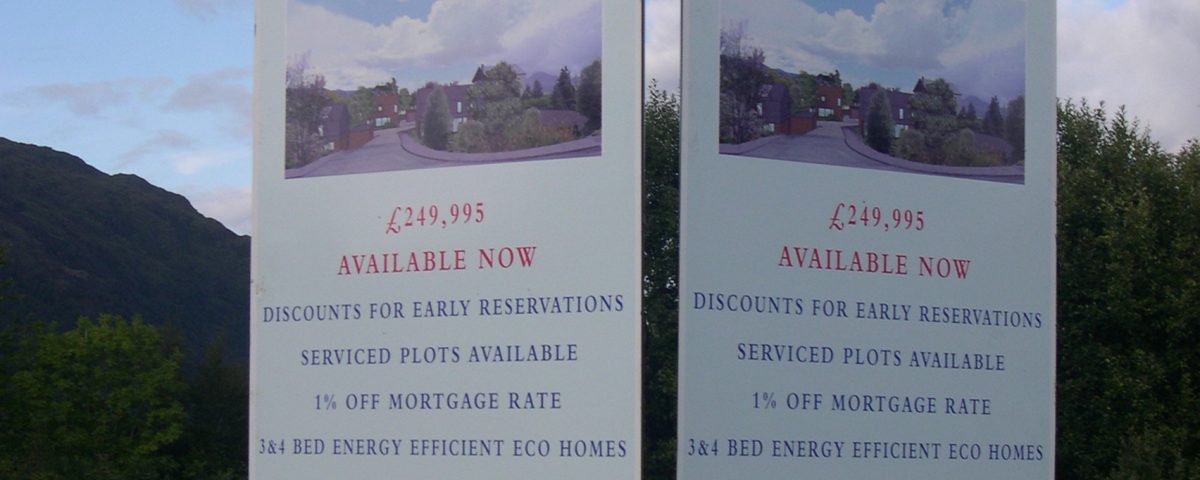 £249,995
AVAILABLE NOW
DISCOUNTS FOR EARLY RESERVATIONS
SERVICED PLOTS AVAILABLE
1% OFF MORTGAGE RATE
3&4 BED ENERGY EFFICIENT ECO HOMES
£249,995
AVAILABLE NOW
DISCOUNTS FOR EARLY RESERVATIONS
SERVICED PLOTS AVAILABLE
1% OFF MORTGAGE RATE
3&4 BED ENERGY EFFICIENT ECO HOMES